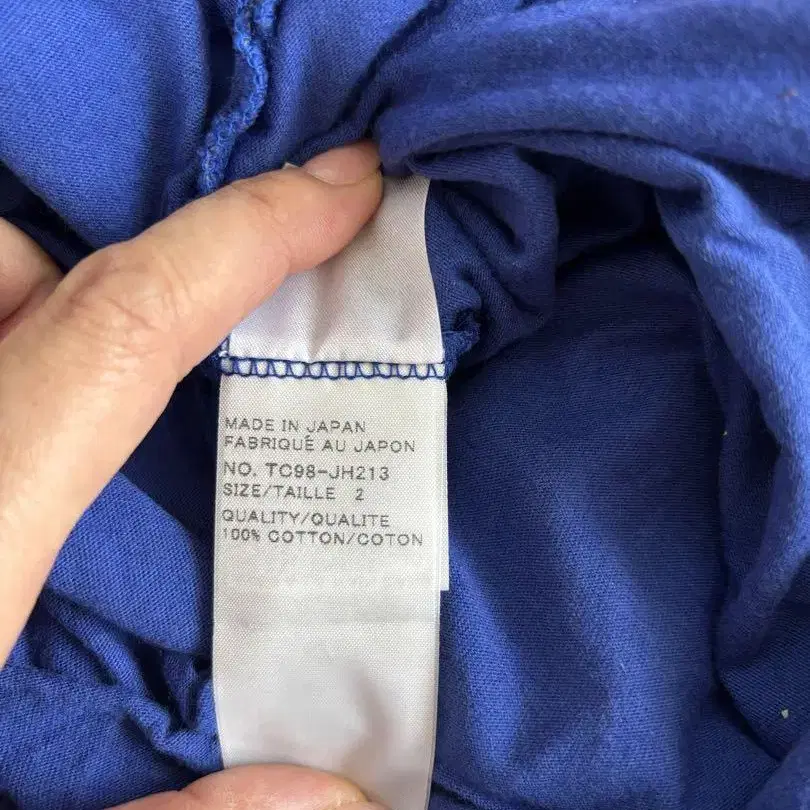 MADE IN JAPAN
FABRIQUÉ AU JAPON
NO. TC98-JH213
SIZE/TAILLE 2
QUALITY/QUALITE
100% COTTON/COTON